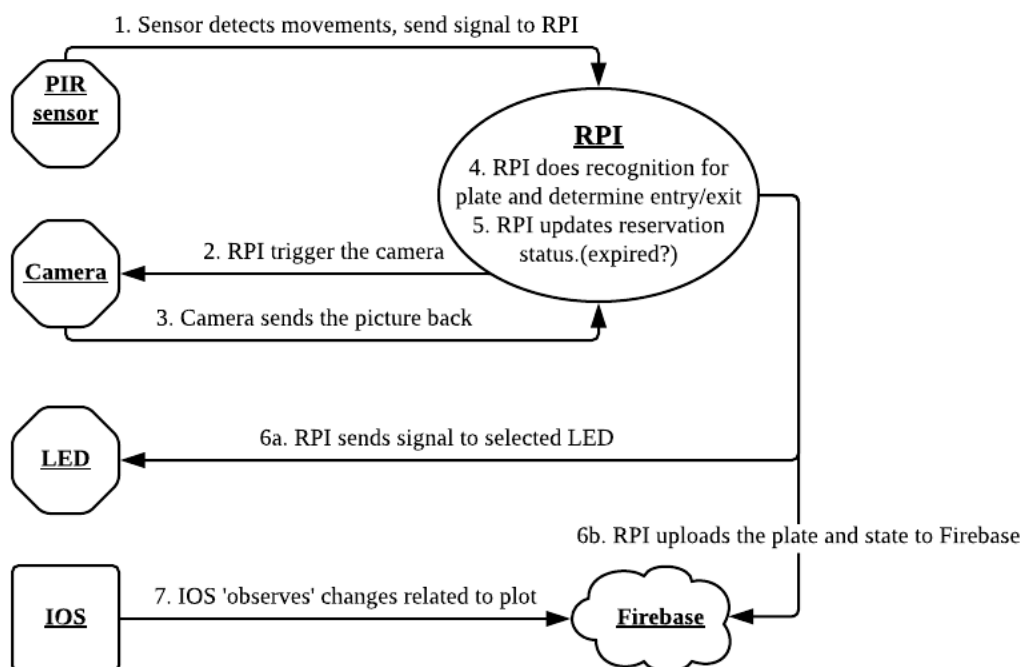 1. Sensor detects movements, send signal to RPI
PIR
sensor
RPI
4. RPI does recognition for
plate and determine entry/exit
5. RPI updates reservation
status.(expired?)
2. RPI trigger the camera
Camera
3. Camera sends the picture back
6a. RPI sends signal to selected LED
LED
6b. RPI uploads the plate and state to Firebase
7. IOS 'observes' changes related to plot
IOS
Firebase